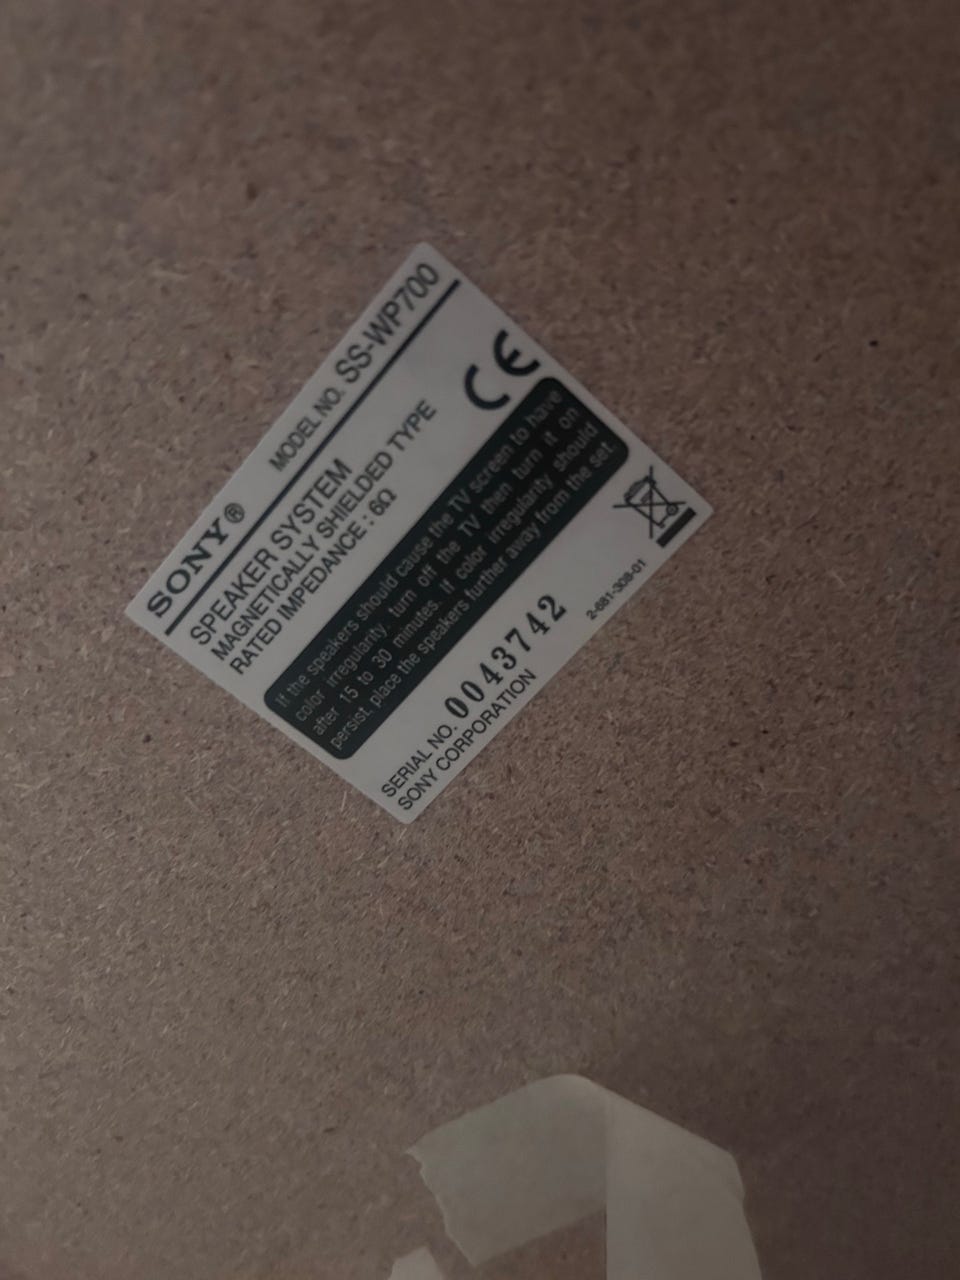 SONY® MODEL NO. SS-WP700
SPEAKER SYSTEM
MAGNETICALLY SHIELDED TYPE
RATED IMPEDANCE : 6Ω
CE
If the speakers should cause the TV screen to have
color irregularity, turn off the TV then turn it on
after 15 to 30 minutes. If color irregularity should
persist, place the speakers further away from the set.
SERIAL NO. 0043742
SONY CORPORATION 2-681-308-01